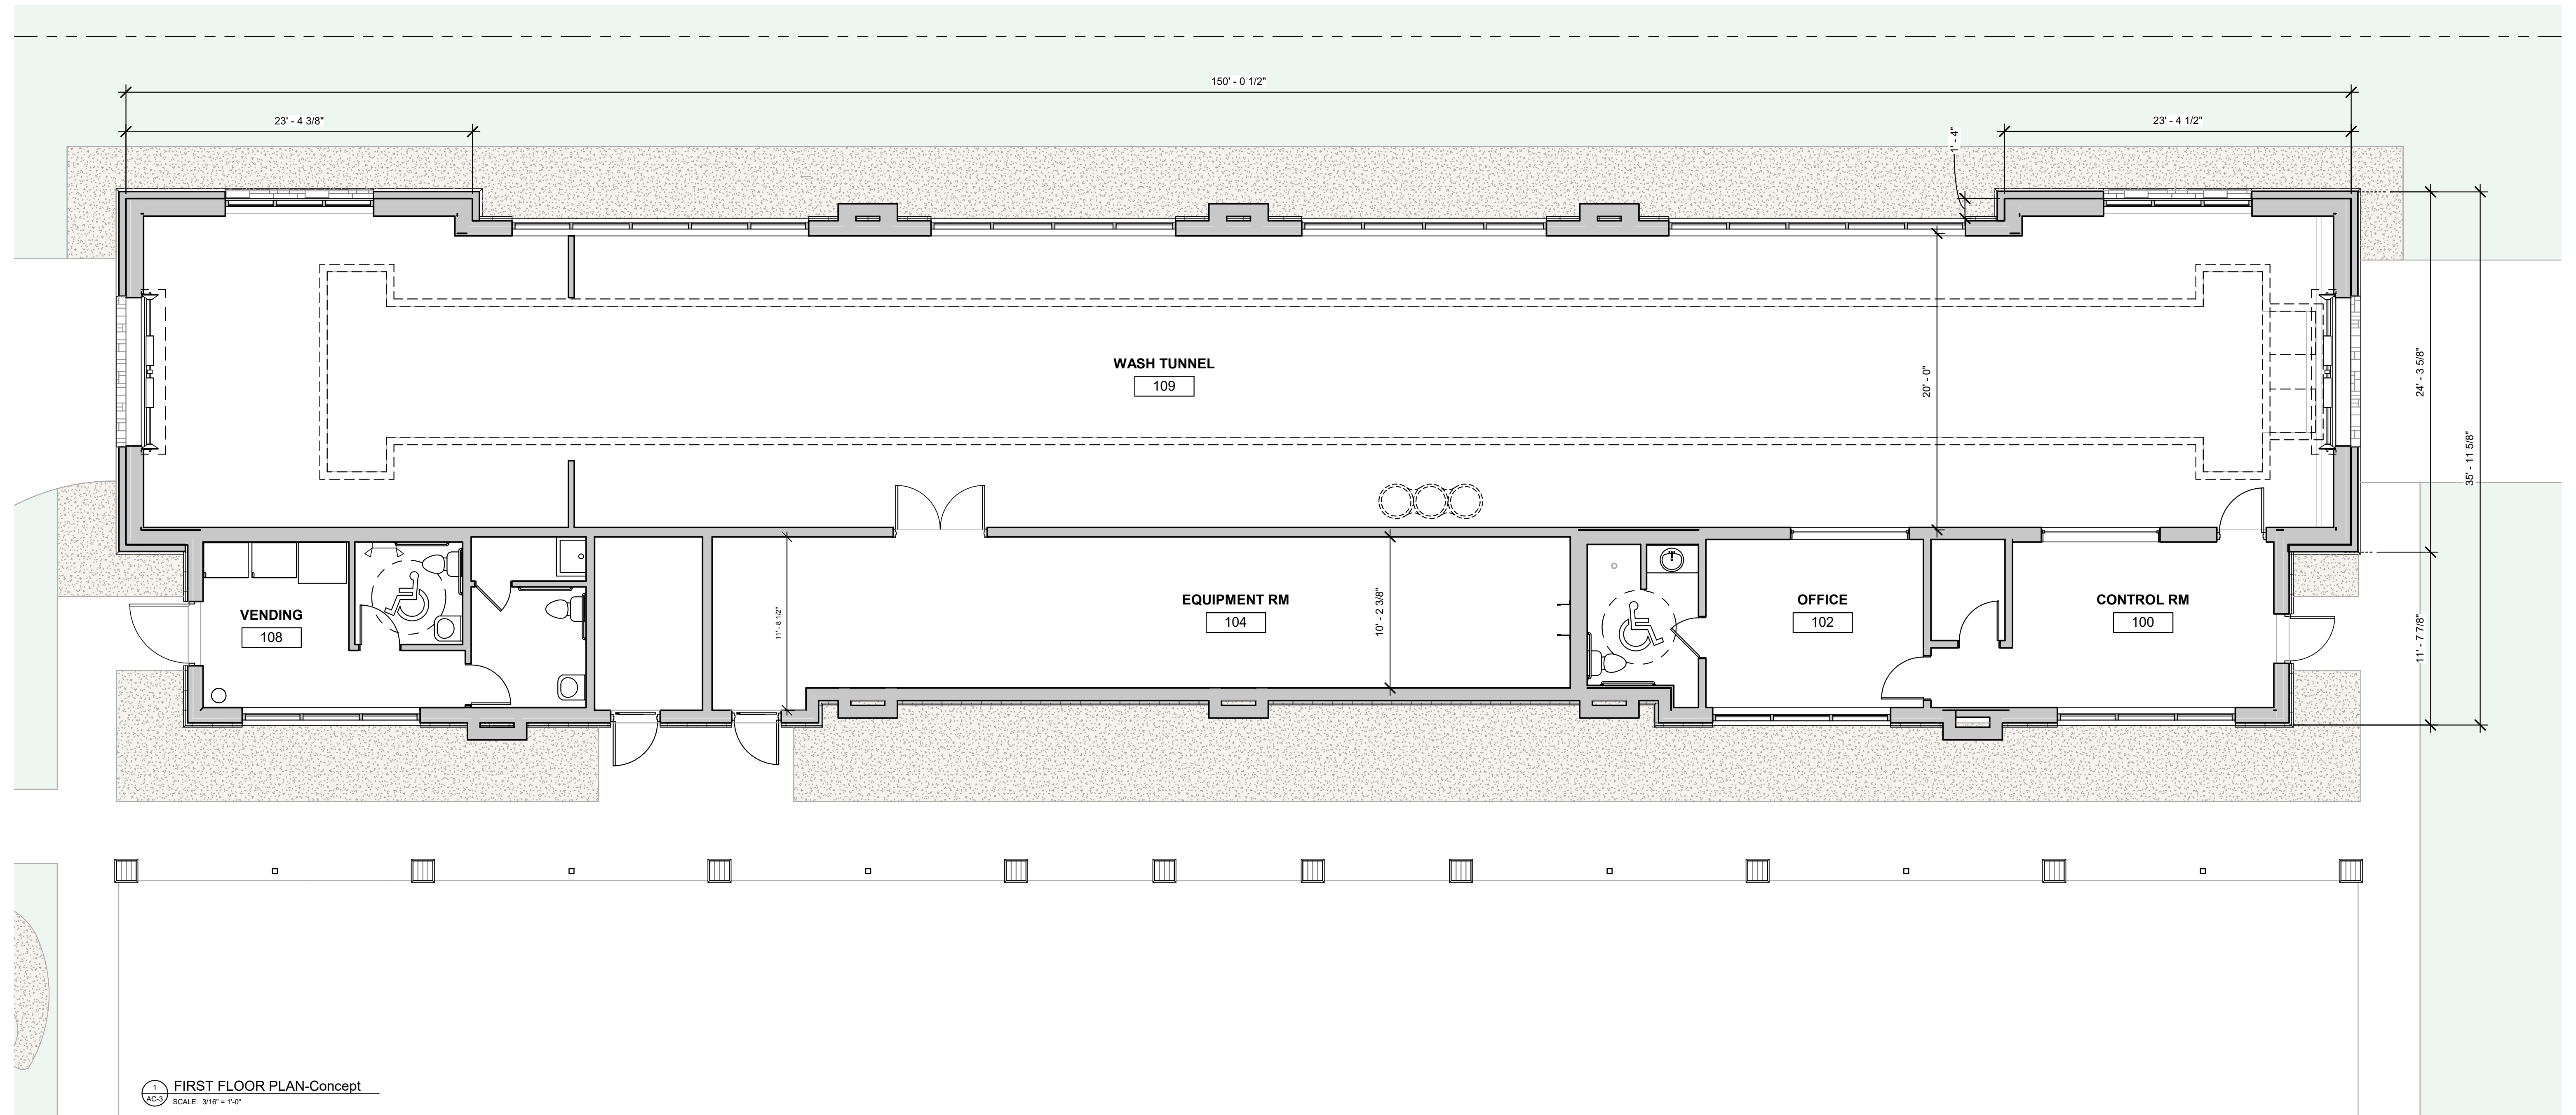 150' - 0 1/2"
23' - 4 3/8"
23' - 4 1/2"
1' - 4"
WASH TUNNEL
109
20' - 0"
24' - 3 5/8"
35' - 11 5/8"
VENDING
108
11' - 8 1/2"
EQUIPMENT RM
104
10' - 2 3/8"
OFFICE
102
CONTROL RM
100
11' - 7 7/8"
1
AC-3
FIRST FLOOR PLAN-Concept
SCALE: 3/16" = 1'-0"